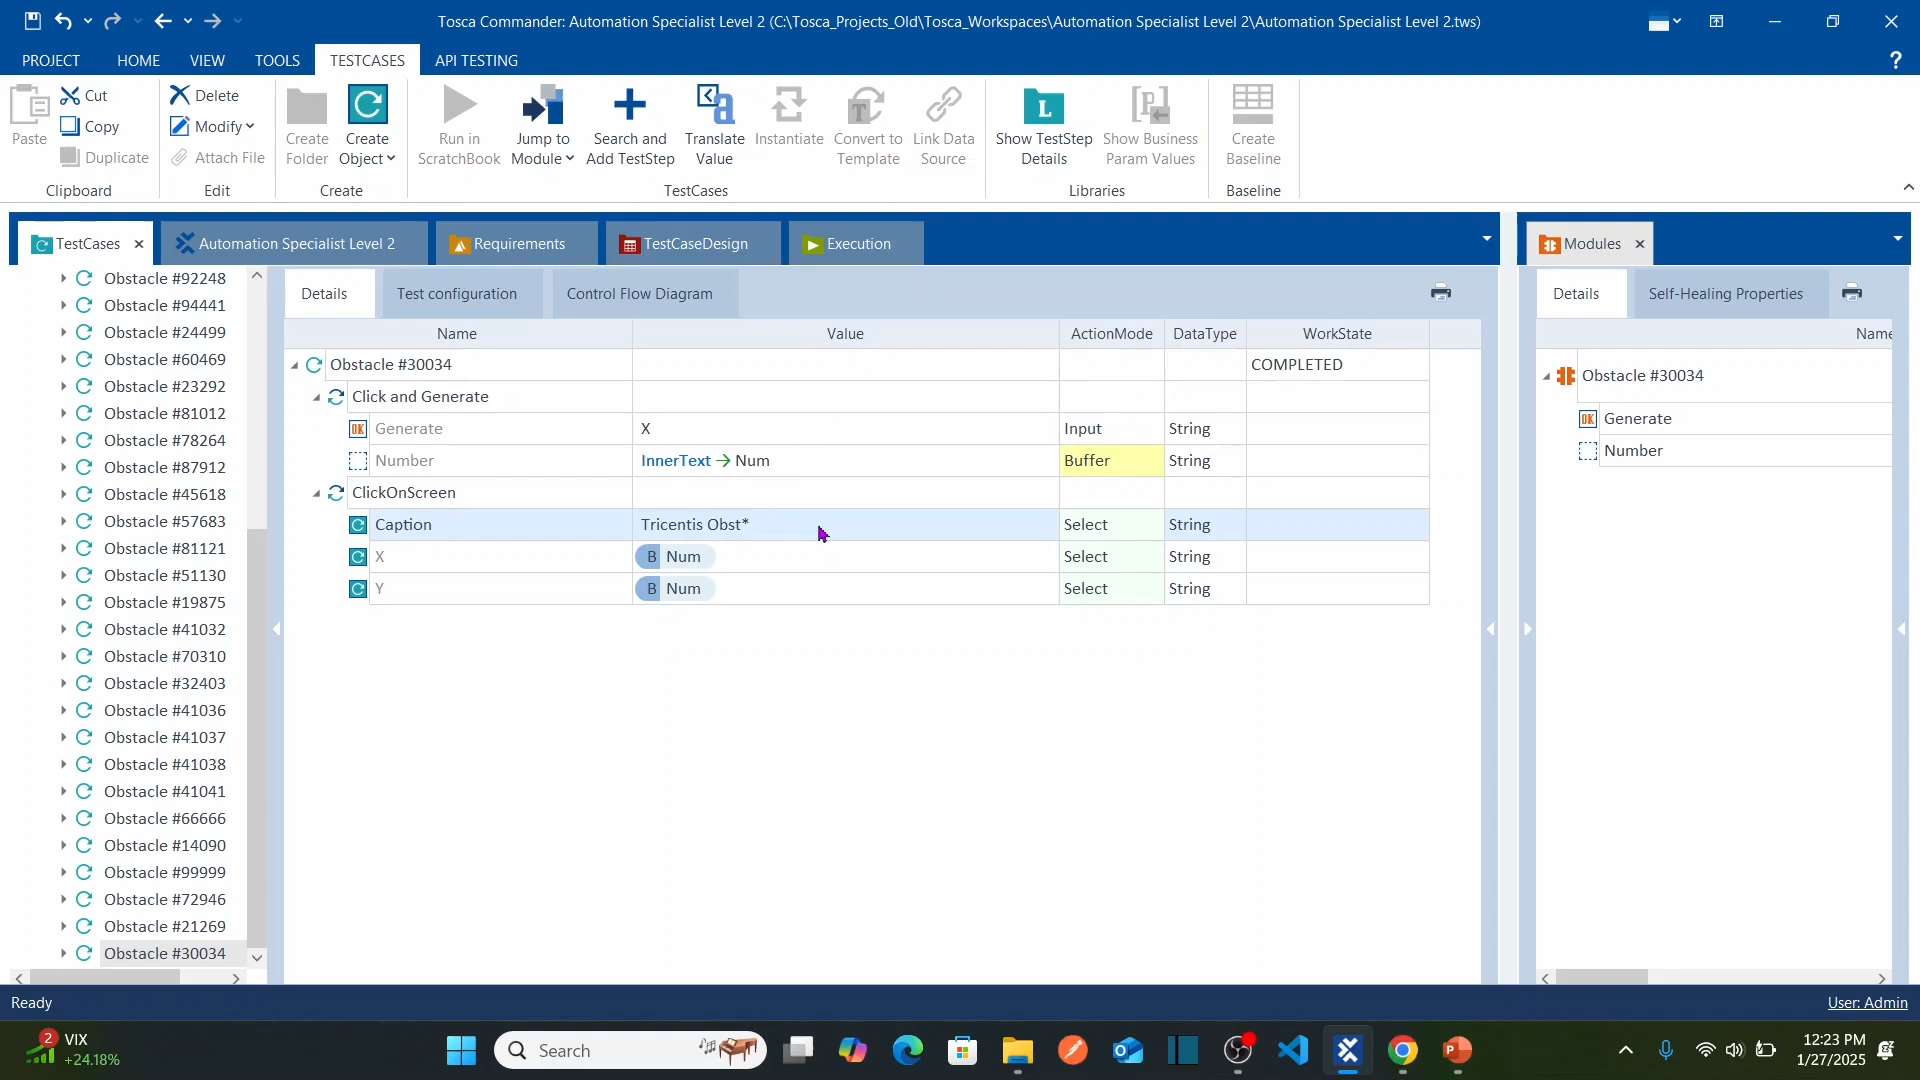 Tosca Commander: Automation Specialist Level 2 (C:\Tosca_Projects_Old\Tosca_Workspaces\Automation Specialist Level 2\Automation Specialist Level 2.tws)
PROJECT HOME VIEW TOOLS TESTCASES API TESTING ?
Paste
Cut
Copy
Duplicate
Clipboard
Delete
Modify
Attach File
Edit
Create Folder
Create Object
Create
Run in ScratchBook
Jump to Module
Search and Add TestStep
Translate Value
Instantiate
Convert to Template
Link Data Source
TestCases
Show TestStep Details
Show Business Param Values
Libraries
Create Baseline
Baseline
TestCases Automation Specialist Level 2 Requirements TestCaseDesign Execution
Modules
Obstacle #92248
Obstacle #94441
Obstacle #24499
Obstacle #60469
Obstacle #23292
Obstacle #81012
Obstacle #78264
Obstacle #87912
Obstacle #45618
Obstacle #57683
Obstacle #81121
Obstacle #51130
Obstacle #19875
Obstacle #41032
Obstacle #70310
Obstacle #32403
Obstacle #41036
Obstacle #41037
Obstacle #41038
Obstacle #41041
Obstacle #66666
Obstacle #14090
Obstacle #99999
Obstacle #72946
Obstacle #21269
Obstacle #30034
Details Test configuration Control Flow Diagram
Name Value ActionMode DataType WorkState
Obstacle #30034 COMPLETED
Click and Generate
OK Generate X Input String
Number InnerText → Num Buffer String
ClickOnScreen
Caption Tricentis Obst* Select String
X B Num Select String
Y B Num Select String
Details Self-Healing Properties
Name
Obstacle #30034
OK Generate
Number
Ready
User: Admin
2
VIX
+24.18%
Search
12:23 PM
1/27/2025